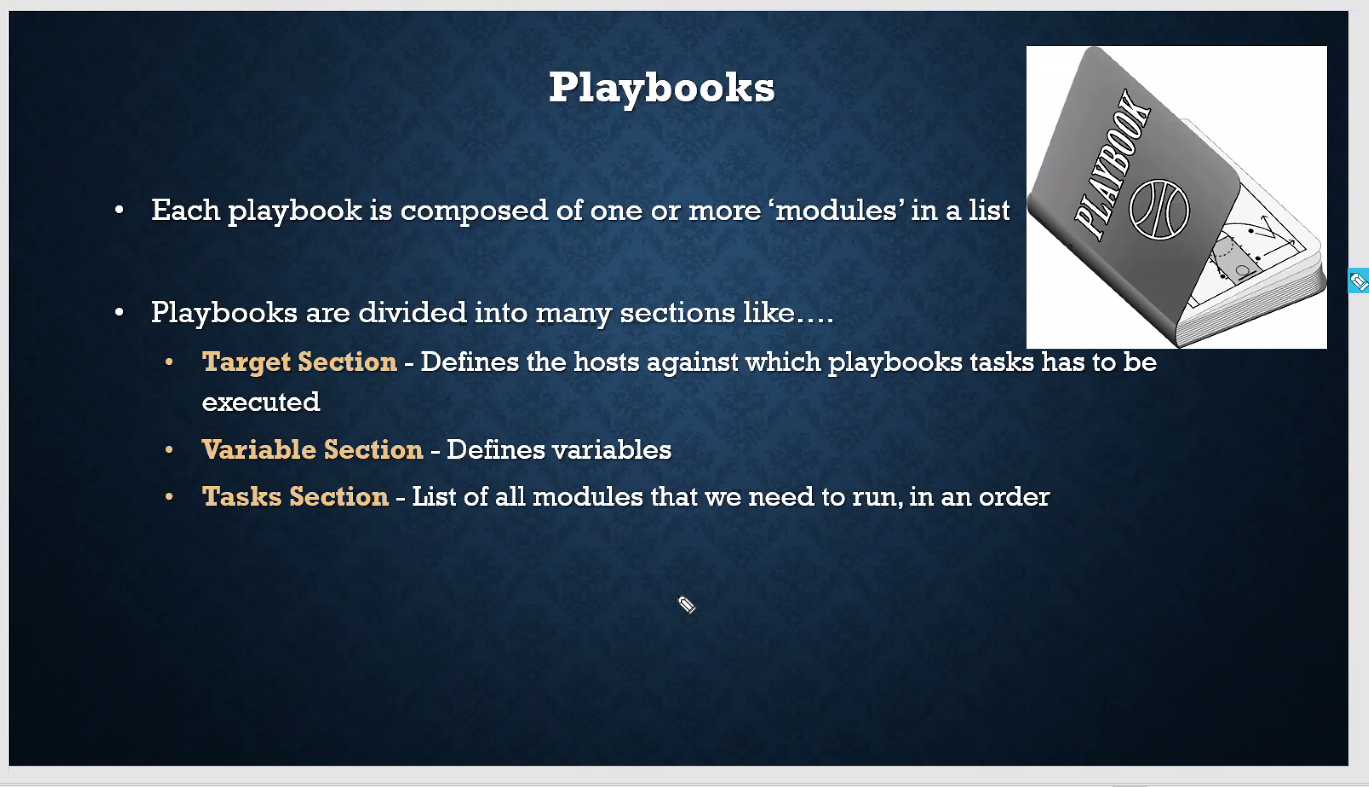 Playbooks
PLAYBOOK
• Each playbook is composed of one or more ‘modules’ in a list
• Playbooks are divided into many sections like….
• Target Section - Defines the hosts against which playbooks tasks has to be
executed
• Variable Section - Defines variables
• Tasks Section - List of all modules that we need to run, in an order